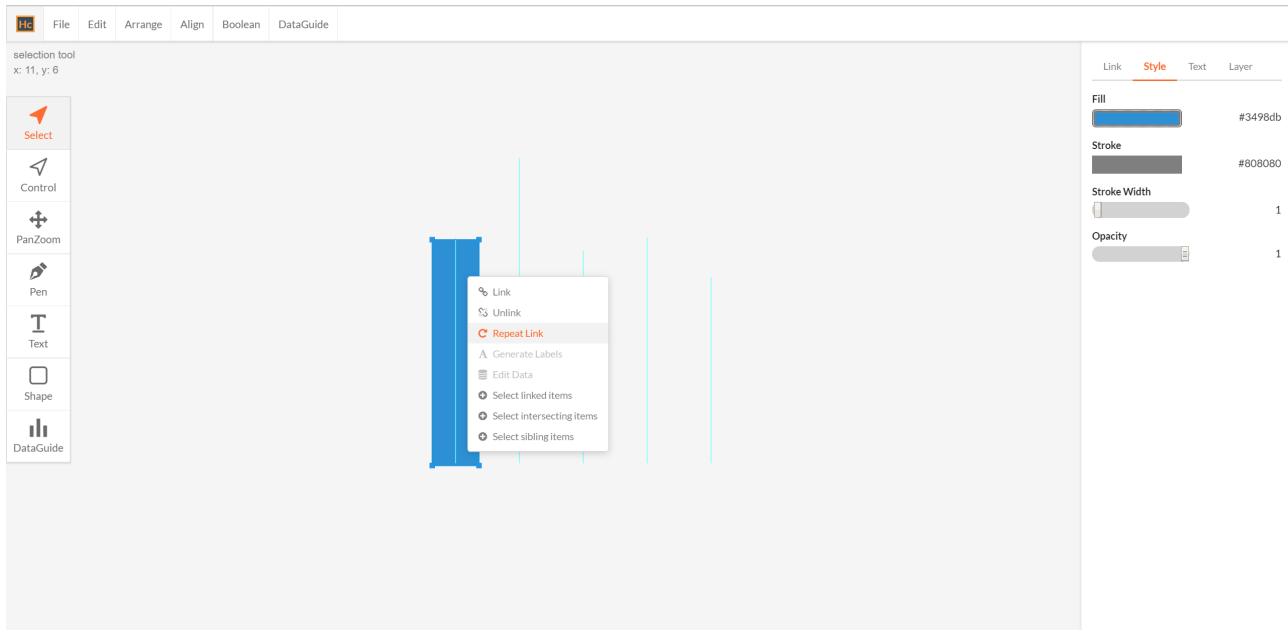 Hc File Edit Arrange Align Boolean DataGuide
selection tool
x: 11, y: 6
Select
Control
PanZoom
Pen
Text
Shape
DataGuide
Link
Unlink
Repeat Link
Generate Labels
Edit Data
Select linked items
Select intersecting items
Select sibling items
Link Style Text Layer
Fill
#3498db
Stroke
#808080
Stroke Width
1
Opacity
1